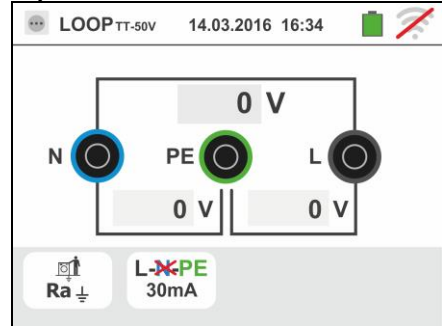 LOOP TT-50V 14.03.2016 16:34
0 V
N PE L
0 V 0 V
Ra L-N-PE
30mA